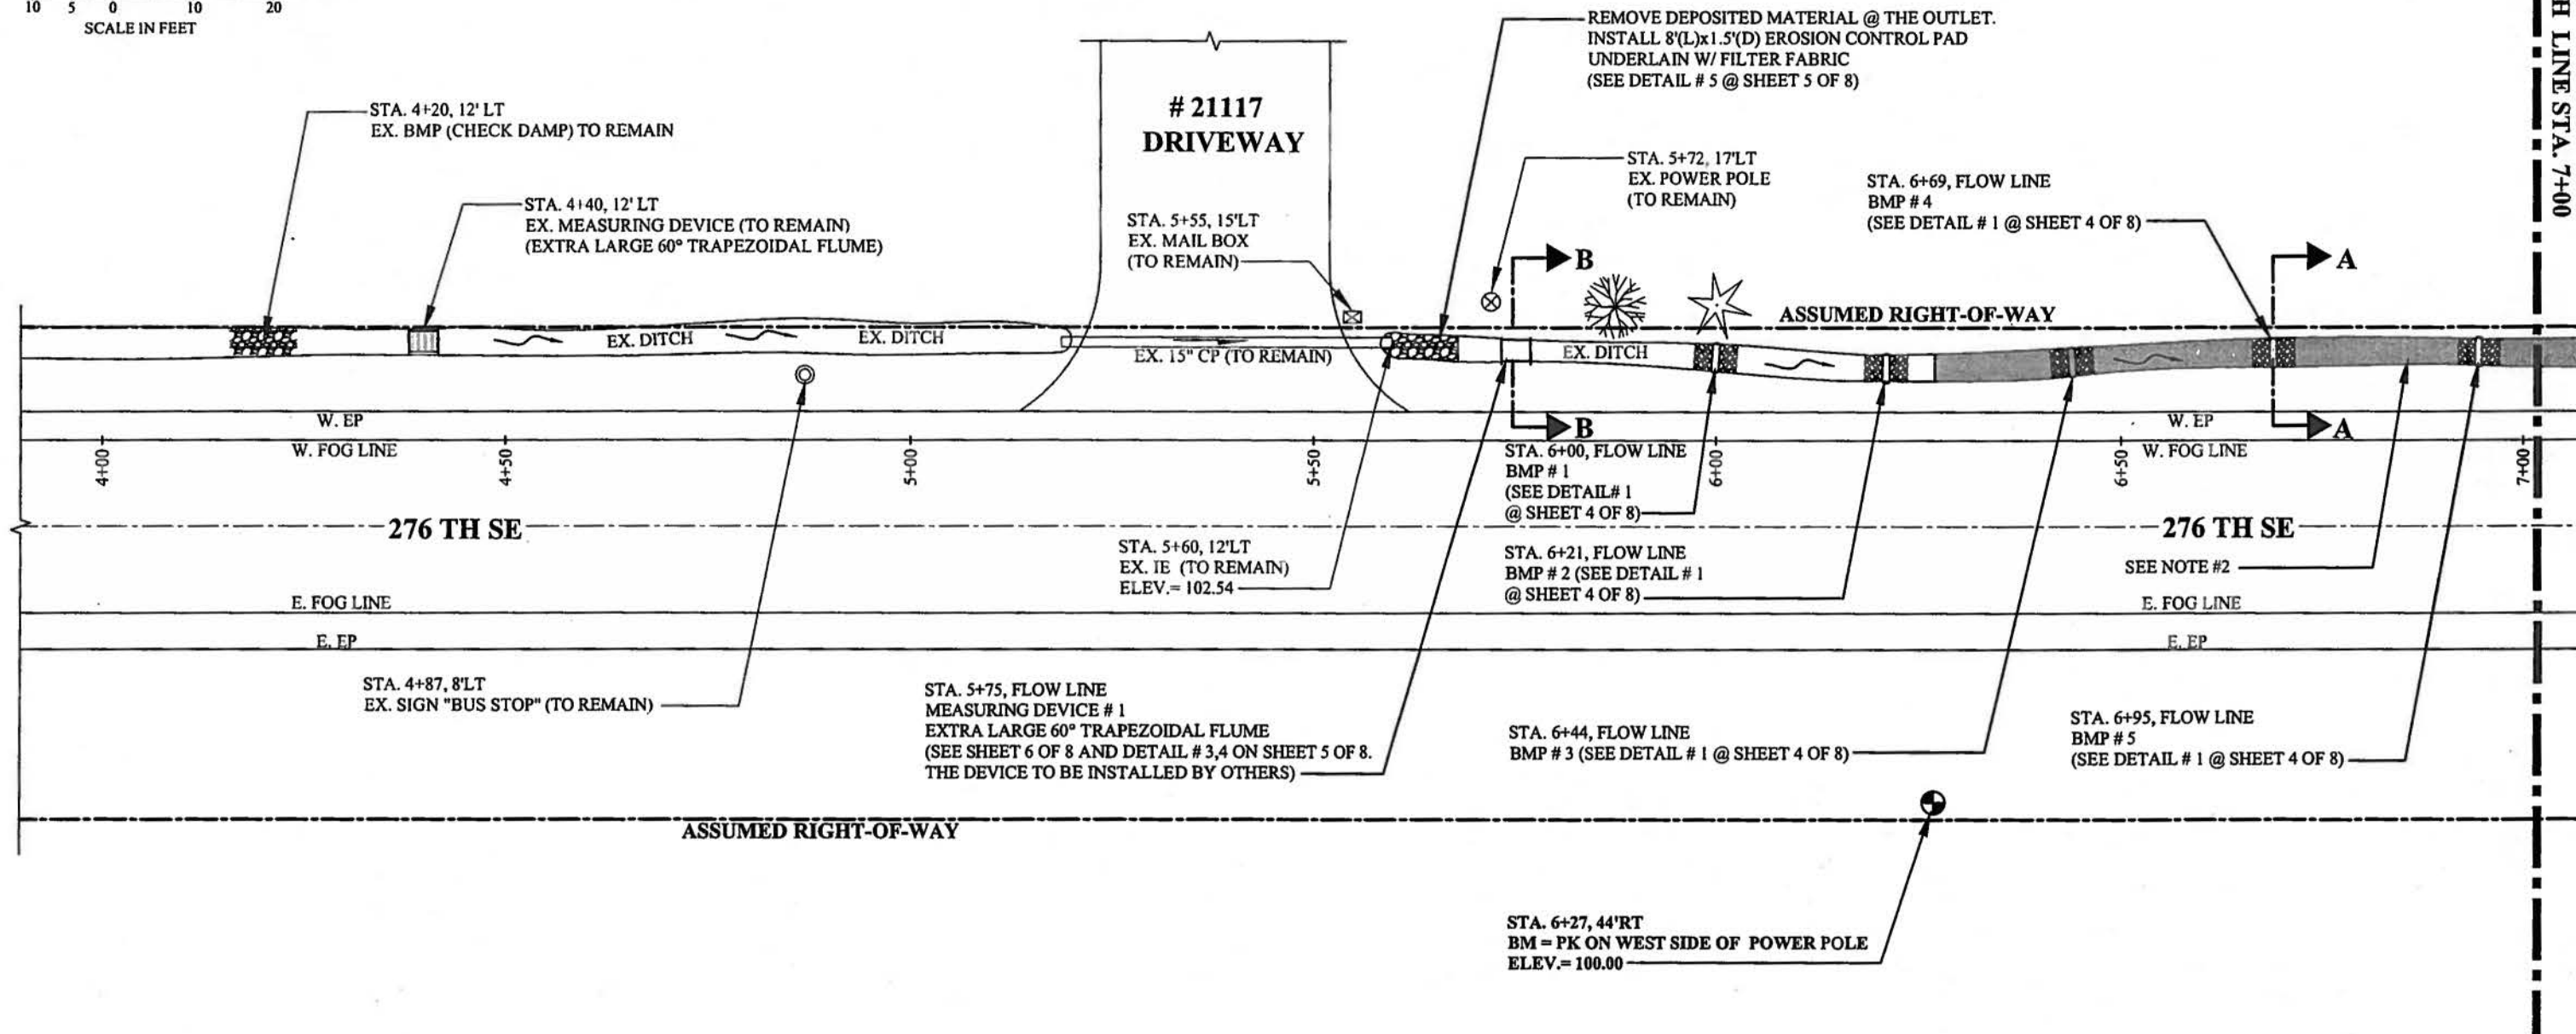 10 5 0 10 20
SCALE IN FEET
REMOVE DEPOSITED MATERIAL @ THE OUTLET.
INSTALL 8'(L)x1.5'(D) EROSION CONTROL PAD
UNDERLAIN W/ FILTER FABRIC
(SEE DETAIL # 5 @ SHEET 5 OF 8)
H LINE STA. 7+00
STA. 4+20, 12' LT
EX. BMP (CHECK DAMP) TO REMAIN
# 21117
DRIVEWAY
STA. 5+72, 17'LT
EX. POWER POLE
(TO REMAIN)
STA. 6+69, FLOW LINE
BMP # 4
(SEE DETAIL # 1 @ SHEET 4 OF 8)
STA. 4+40, 12' LT
EX. MEASURING DEVICE (TO REMAIN)
(EXTRA LARGE 60° TRAPEZOIDAL FLUME)
STA. 5+55, 15'LT
EX. MAIL BOX
(TO REMAIN)
B
A
ASSUMED RIGHT-OF-WAY
EX. DITCH
EX. DITCH
EX. 15" CP (TO REMAIN)
EX. DITCH
W. EP
W. EP
B
A
W. FOG LINE
W. FOG LINE
4+00
4+50
5+00
5+50
6+00
6+50
7+00
STA. 6+00, FLOW LINE
BMP # 1
(SEE DETAIL# 1
@ SHEET 4 OF 8)
276 TH SE
276 TH SE
STA. 5+60, 12'LT
EX. IE (TO REMAIN)
ELEV.= 102.54
STA. 6+21, FLOW LINE
BMP # 2 (SEE DETAIL # 1
@ SHEET 4 OF 8)
SEE NOTE #2
E. FOG LINE
E. FOG LINE
E. EP
E. EP
STA. 4+87, 8'LT
EX. SIGN "BUS STOP" (TO REMAIN)
STA. 5+75, FLOW LINE
MEASURING DEVICE # 1
EXTRA LARGE 60° TRAPEZOIDAL FLUME
(SEE SHEET 6 OF 8 AND DETAIL # 3,4 ON SHEET 5 OF 8.
THE DEVICE TO BE INSTALLED BY OTHERS)
STA. 6+44, FLOW LINE
BMP # 3 (SEE DETAIL # 1 @ SHEET 4 OF 8)
STA. 6+95, FLOW LINE
BMP # 5
(SEE DETAIL # 1 @ SHEET 4 OF 8)
ASSUMED RIGHT-OF-WAY
STA. 6+27, 44'RT
BM = PK ON WEST SIDE OF POWER POLE
ELEV.= 100.00